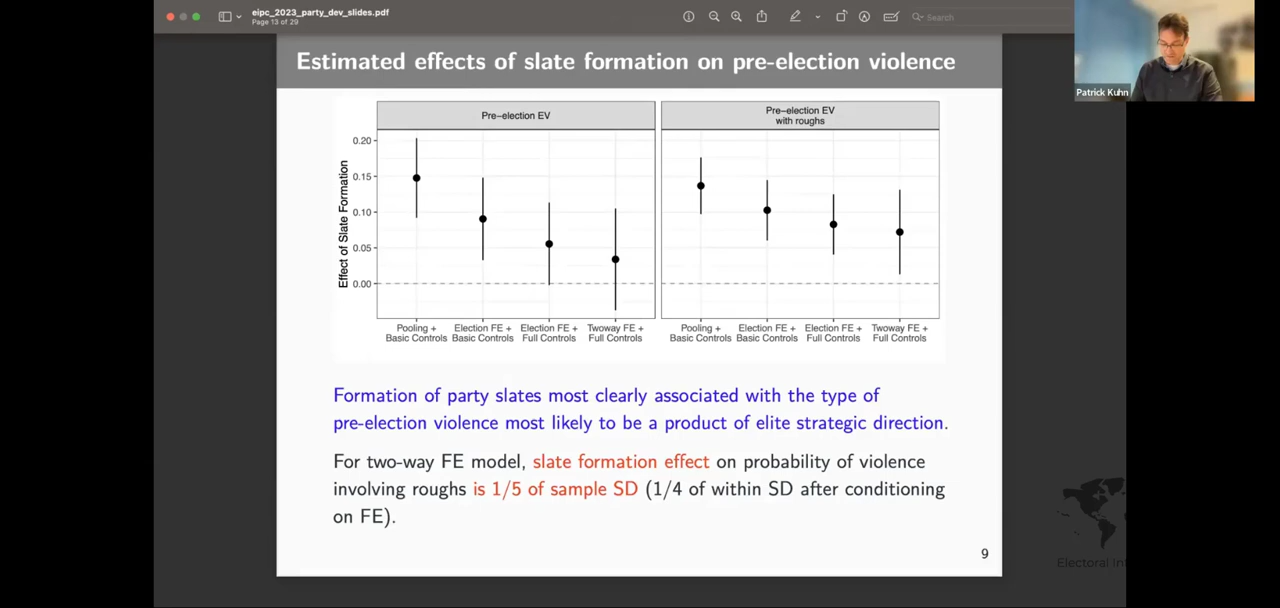 eipc_2023_party_dev_slides.pdf
Page 13 of 29
Search
Patrick Kuhn
Estimated effects of slate formation on pre-election violence
Pre−election EV
Pre−election EV
with roughs
Effect of Slate Formation
0.20
0.15
0.10
0.05
0.00
Pooling +
Basic Controls
Election FE +
Basic Controls
Election FE +
Full Controls
Twoway FE +
Full Controls
Pooling +
Basic Controls
Election FE +
Basic Controls
Election FE +
Full Controls
Twoway FE +
Full Controls
Formation of party slates most clearly associated with the type of
pre-election violence most likely to be a product of elite strategic direction.
For two-way FE model, slate formation effect on probability of violence
involving roughs is 1/5 of sample SD (1/4 of within SD after conditioning
on FE).
9
Electoral